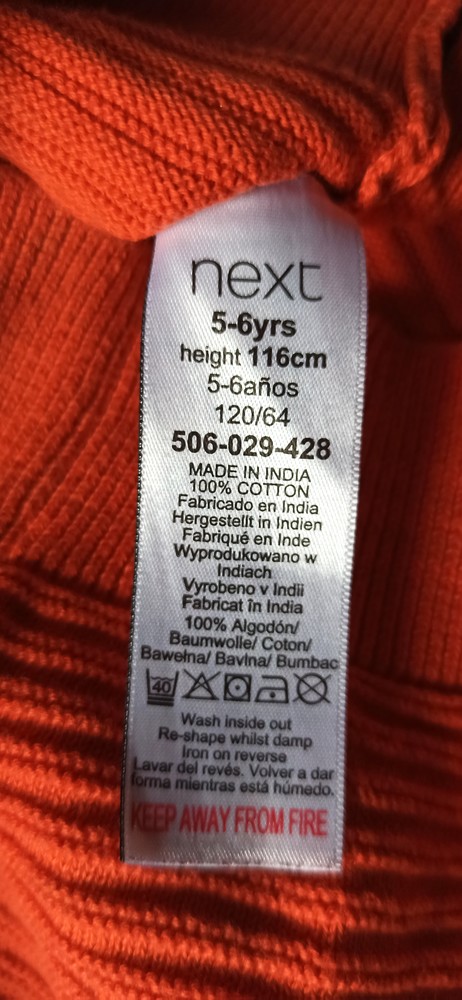 next
5-6yrs
height 116cm
5-6años
120/64
506-029-428
MADE IN INDIA
100% COTTON
Fabricado en India
Hergestellt in Indien
Fabriqué en Inde
Wyprodukowano w
Indiach
Vyrobeno v Indii
Fabricat în India
100% Algodón/
Baumwolle/ Coton/
Bawełna/ Bavlna/ Bumbac
40
Wash inside out
Re-shape whilst damp
Iron on reverse
Lavar del revés. Volver a dar
forma mientras está húmedo.
KEEP AWAY FROM FIRE